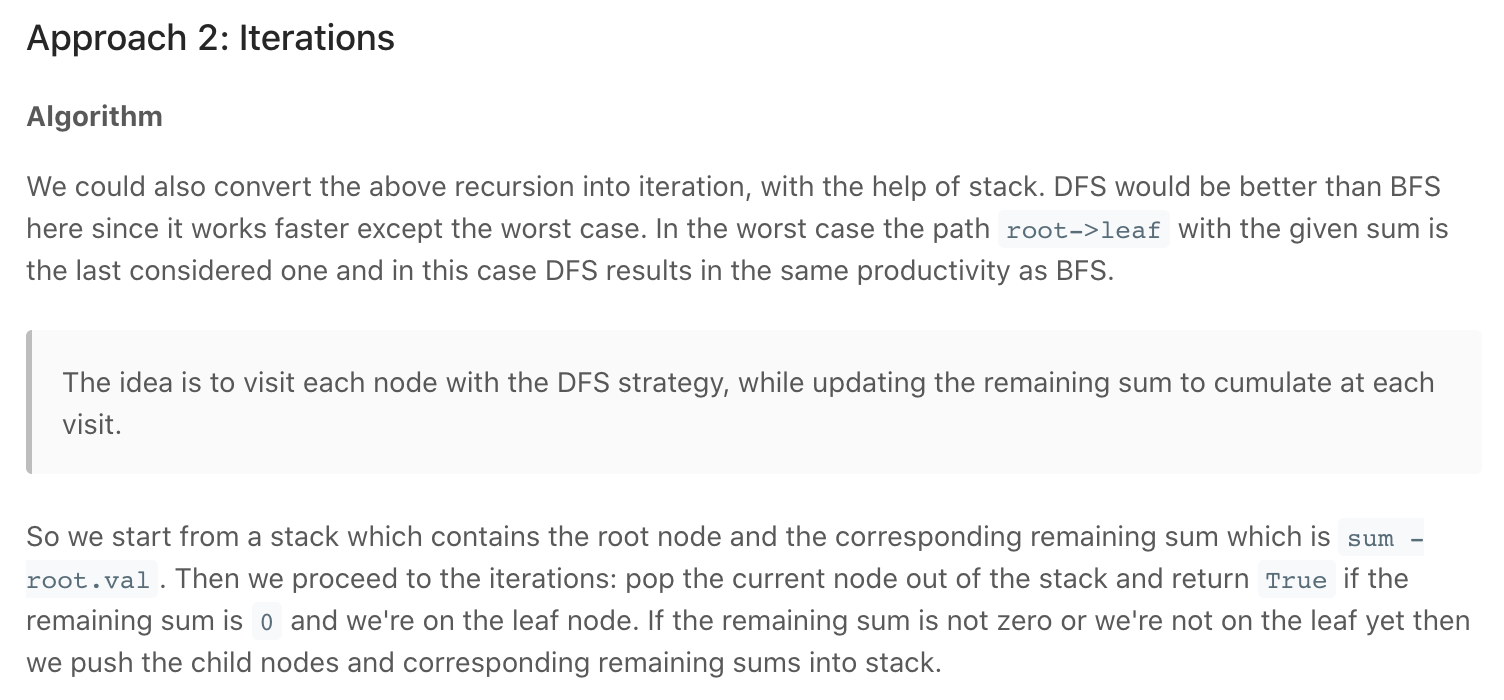 Approach 2: Iterations
Algorithm
We could also convert the above recursion into iteration, with the help of stack. DFS would be better than BFS
here since it works faster except the worst case. In the worst case the path root->leaf with the given sum is
the last considered one and in this case DFS results in the same productivity as BFS.
The idea is to visit each node with the DFS strategy, while updating the remaining sum to cumulate at each
visit.
So we start from a stack which contains the root node and the corresponding remaining sum which is sum -
root.val . Then we proceed to the iterations: pop the current node out of the stack and return True if the
remaining sum is 0 and we're on the leaf node. If the remaining sum is not zero or we're not on the leaf yet then
we push the child nodes and corresponding remaining sums into stack.